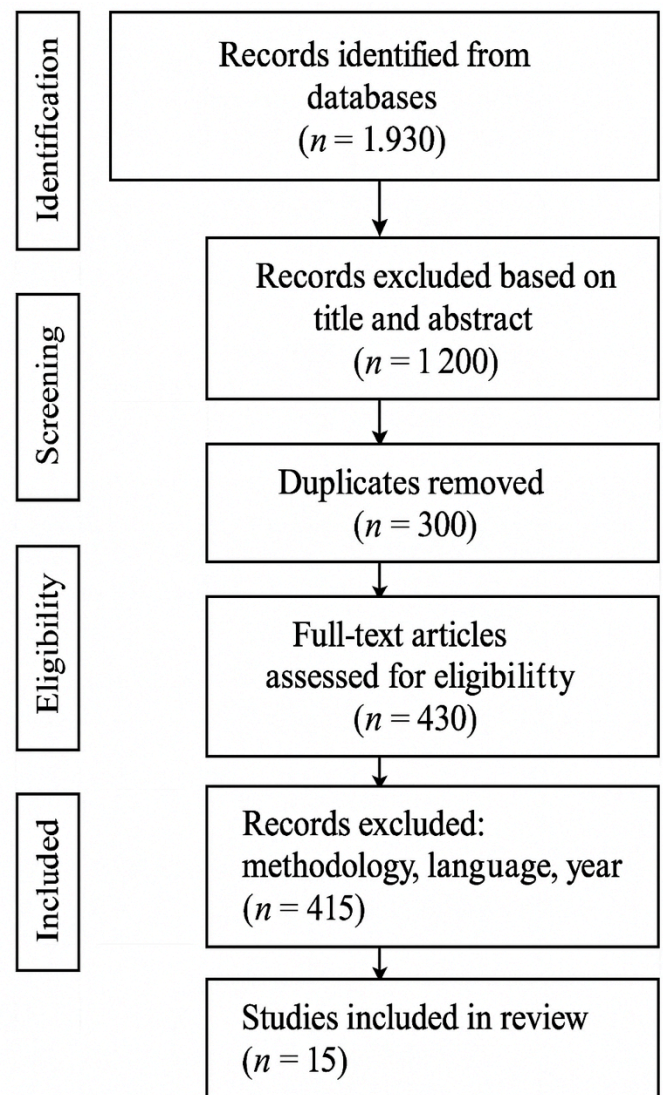 Identification
Records identified from
databases
(n = 1.930)
Screening
Records excluded based on
title and abstract
(n = 1 200)
Duplicates removed
(n = 300)
Eligibility
Full-text articles
assessed for eligibilitty
(n = 430)
Included
Records excluded:
methodology, language, year
(n = 415)
Studies included in review
(n = 15)